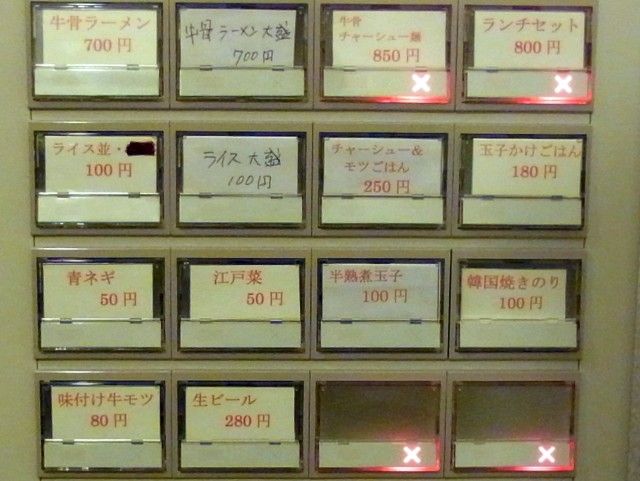 牛骨ラーメン
700円
牛骨ラーメン大盛
700円
牛骨
チャーシュー麺
850円
ランチセット
800円
ライス並・
100円
ライス大盛
100円
チャーシュー&
モツごはん
250円
玉子かけごはん
180円
青ネギ
50円
江戸菜
50円
半熟煮玉子
100円
韓国焼きのり
100円
味付け牛モツ
80円
生ビール
280円